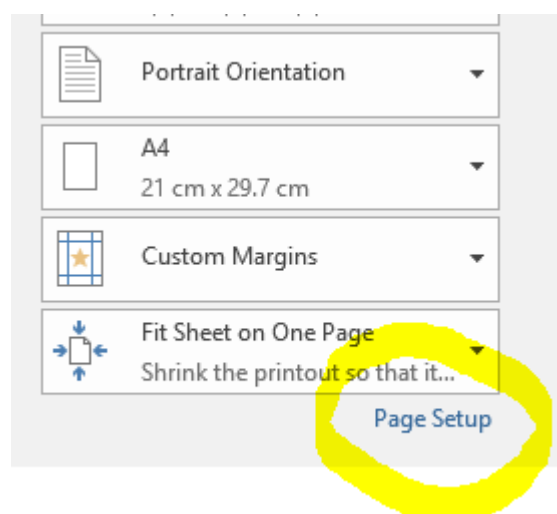 Portrait Orientation
A4
21 cm x 29.7 cm
Custom Margins
Fit Sheet on One Page
Shrink the printout so that it...
Page Setup